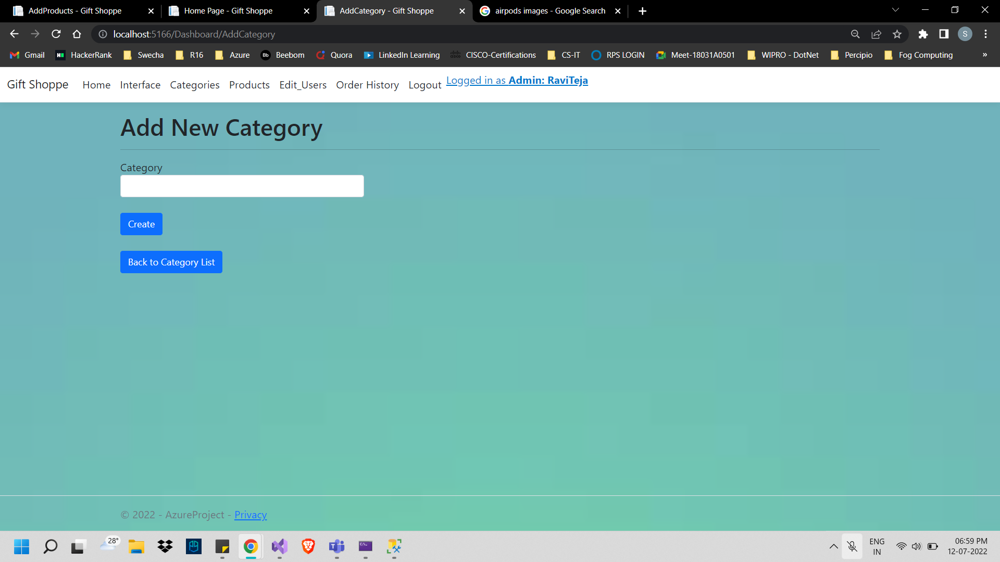 AddProducts - Gift Shoppe
Home Page - Gift Shoppe
AddCategory - Gift Shoppe
airpods images - Google Search
localhost:5166/Dashboard/AddCategory
S
Gmail
HackerRank
Swecha
R16
Azure
Bb Beebom
Quora
LinkedIn Learning
CISCO-Certifications
CS-IT
RPS LOGIN
Meet-18031A0501
WIPRO - DotNet
Percipio
Fog Computing
»
Gift Shoppe
Home
Interface
Categories
Products
Edit_Users
Order History
Logout
Logged in as Admin: RaviTeja
Add New Category
Category
Create
Back to Category List
© 2022 - AzureProject - Privacy
28°
ENG
IN
06:59 PM
12-07-2022